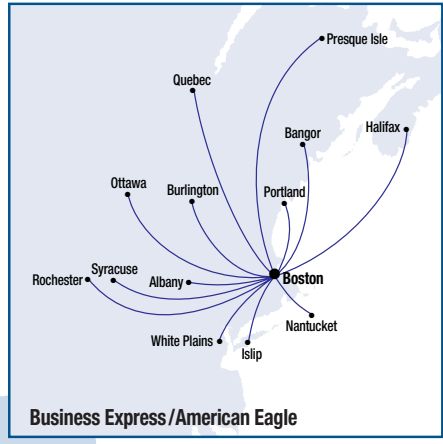 Presque Isle
Quebec
Halifax
Bangor
Ottawa
Burlington
Portland
Rochester
Syracuse
Albany
Boston
Nantucket
White Plains
Islip
Business Express/American Eagle